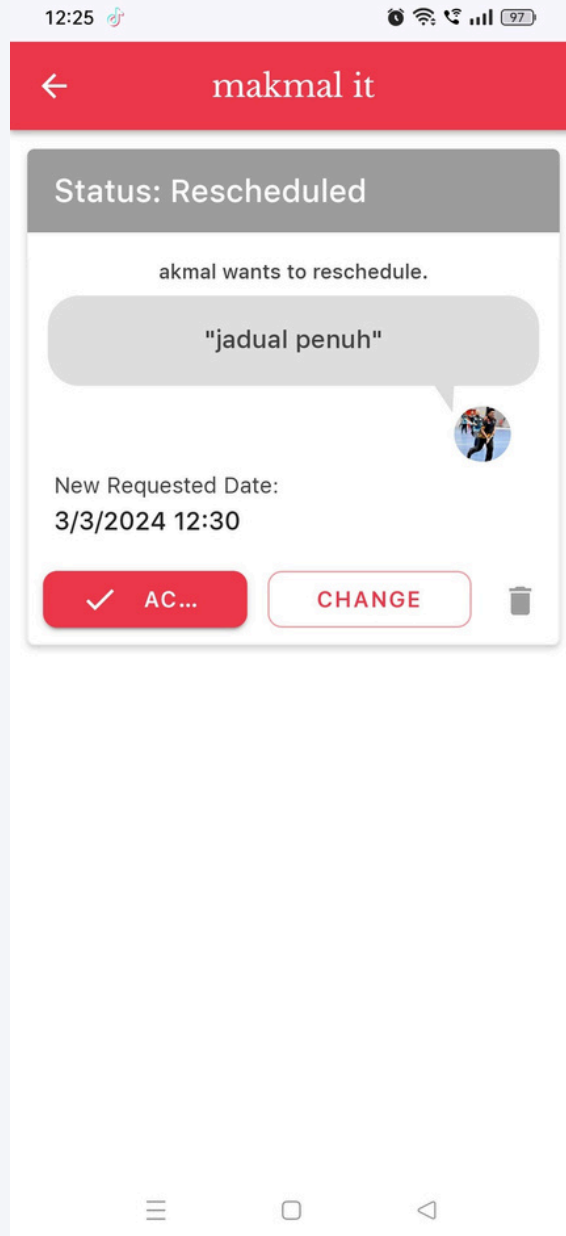 12:25
97
makmal it
Status: Rescheduled
akmal wants to reschedule.
"jadual penuh"
New Requested Date:
3/3/2024 12:30
AC...
CHANGE